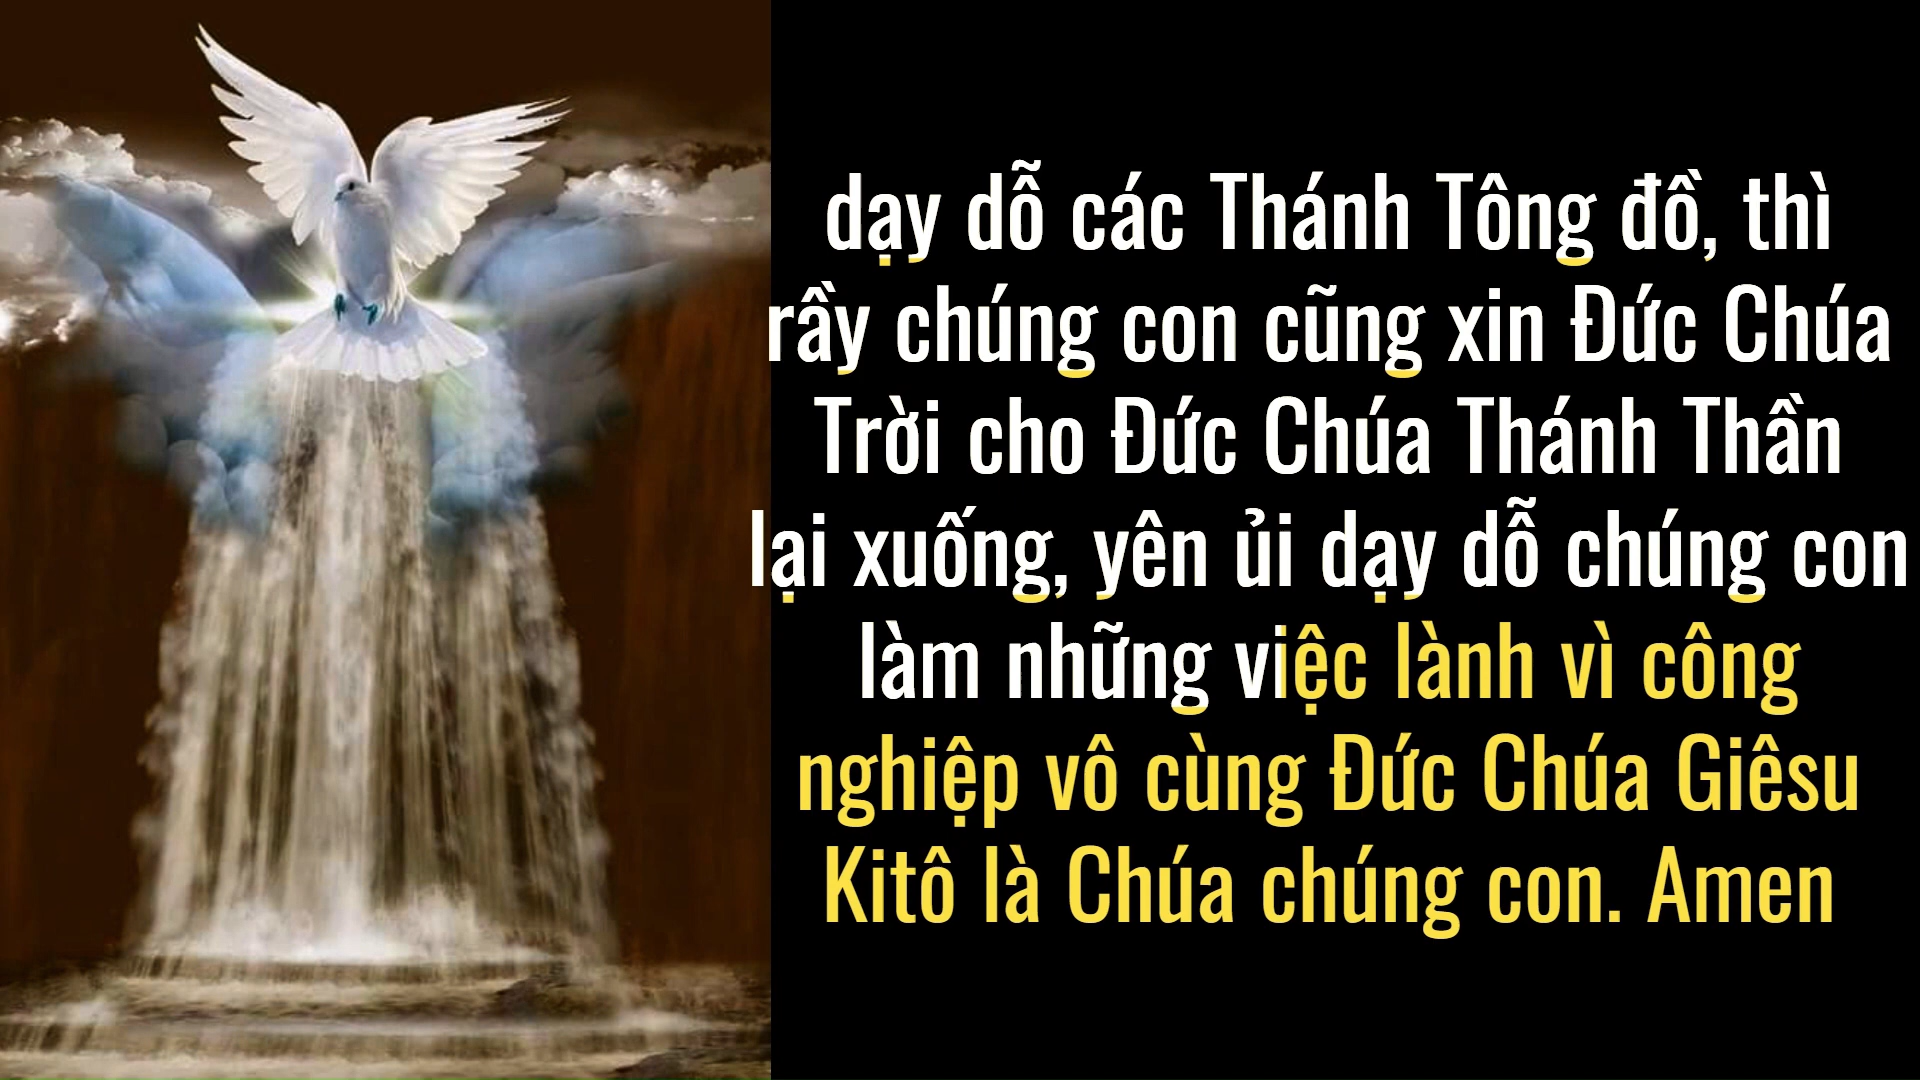 dạy dỗ các Thánh Tông đồ, thì
rầy chúng con cũng xin Đức Chúa
Trời cho Đức Chúa Thánh Thần
lại xuống, yên ủi dạy dỗ chúng con
làm những việc lành vì công
nghiệp vô cùng Đức Chúa Giêsu
Kitô là Chúa chúng con. Amen